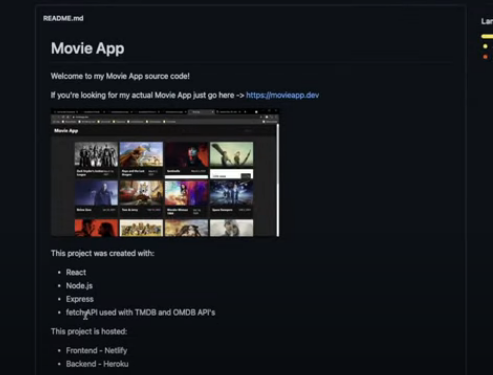 README.md
Lan
Movie App
Welcome to my Movie App source code!
If you're looking for my actual Movie App just go here -> https://movieapp.dev
Movie App
This project was created with:
React
Node.js
Express
fetch API used with TMDB and OMDB API's
This project is hosted:
Frontend - Netlify
Backend - Heroku